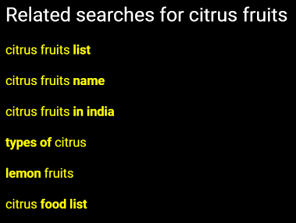 Related searches for citrus fruits
citrus fruits list
citrus fruits name
citrus fruits in india
types of citrus
lemon fruits
citrus food list